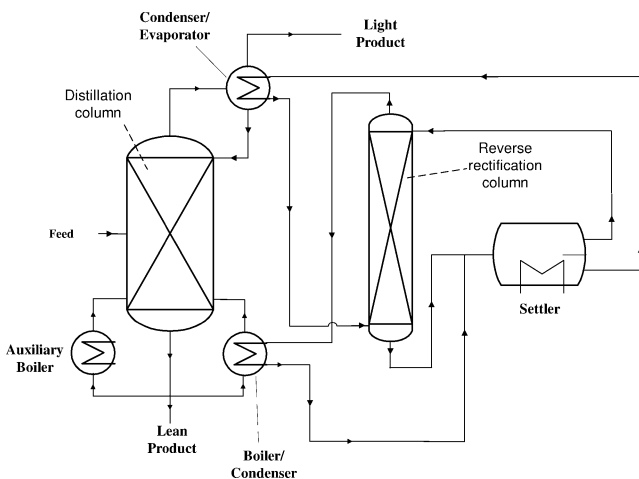 Condenser/
Evaporator
Light
Product
Distillation
column
Reverse
rectification
column
Feed
Settler
Auxiliary
Boiler
Lean
Product
Boiler/
Condenser